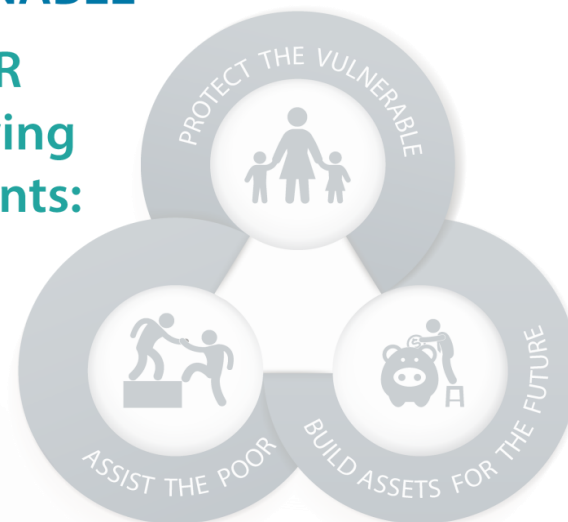 R
PROTECT THE VULNERABLE
ASSIST THE POOR
BUILD ASSETS FOR THE FUTURE